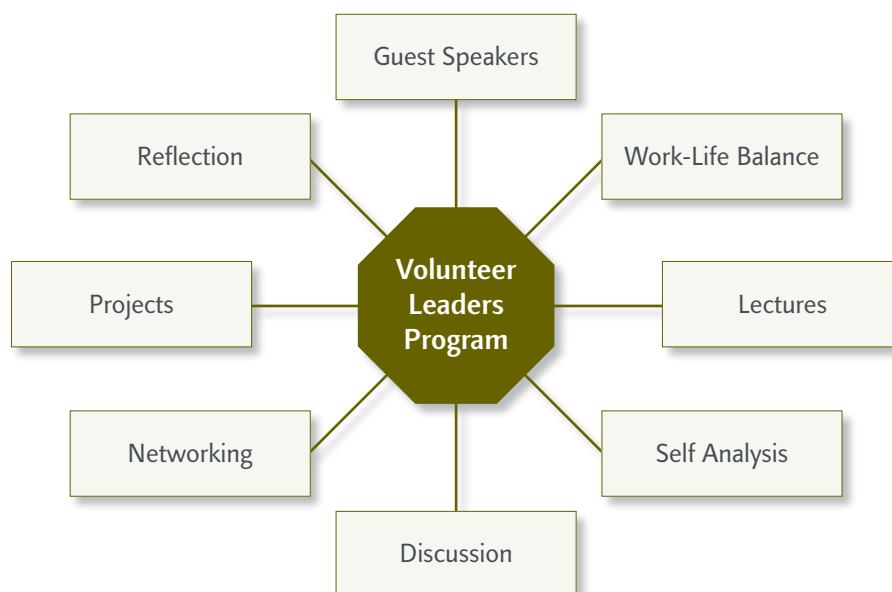 Guest Speakers
Reflection
Work-Life Balance
Volunteer
Leaders
Program
Projects
Lectures
Networking
Self Analysis
Discussion